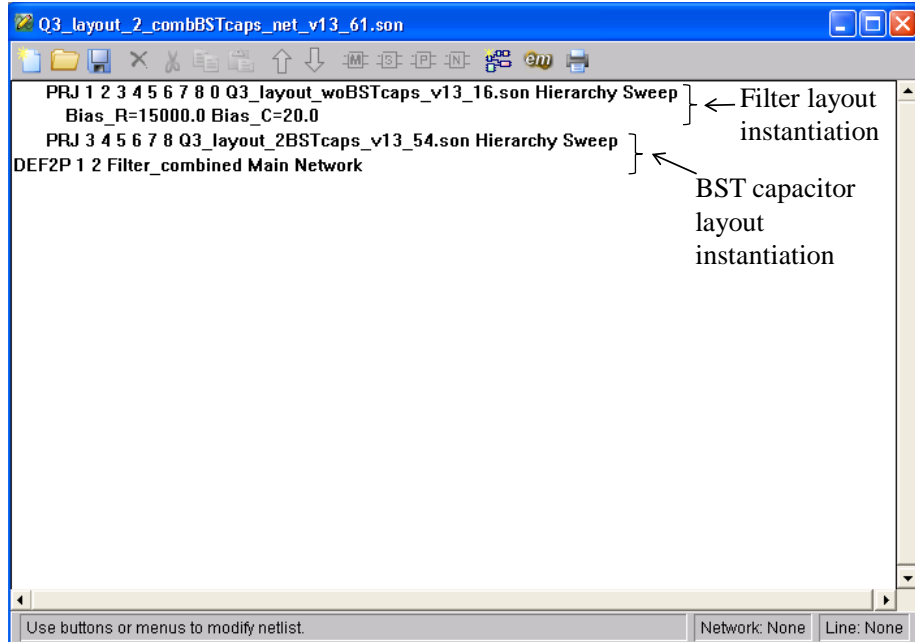 Q3_layout_2_combBSTcaps_net_v13_61.son
M S P N em
PRJ 1 2 3 4 5 6 7 8 0 Q3_layout_woBSTcaps_v13_16.son Hierarchy Sweep
Bias_R=15000.0 Bias_C=20.0
PRJ 3 4 5 6 7 8 Q3_layout_2BSTcaps_v13_54.son Hierarchy Sweep
DEF2P 1 2 Filter_combined Main Network
Filter layout
instantiation
BST capacitor
layout
instantiation
Use buttons or menus to modify netlist.
Network: None
Line: None